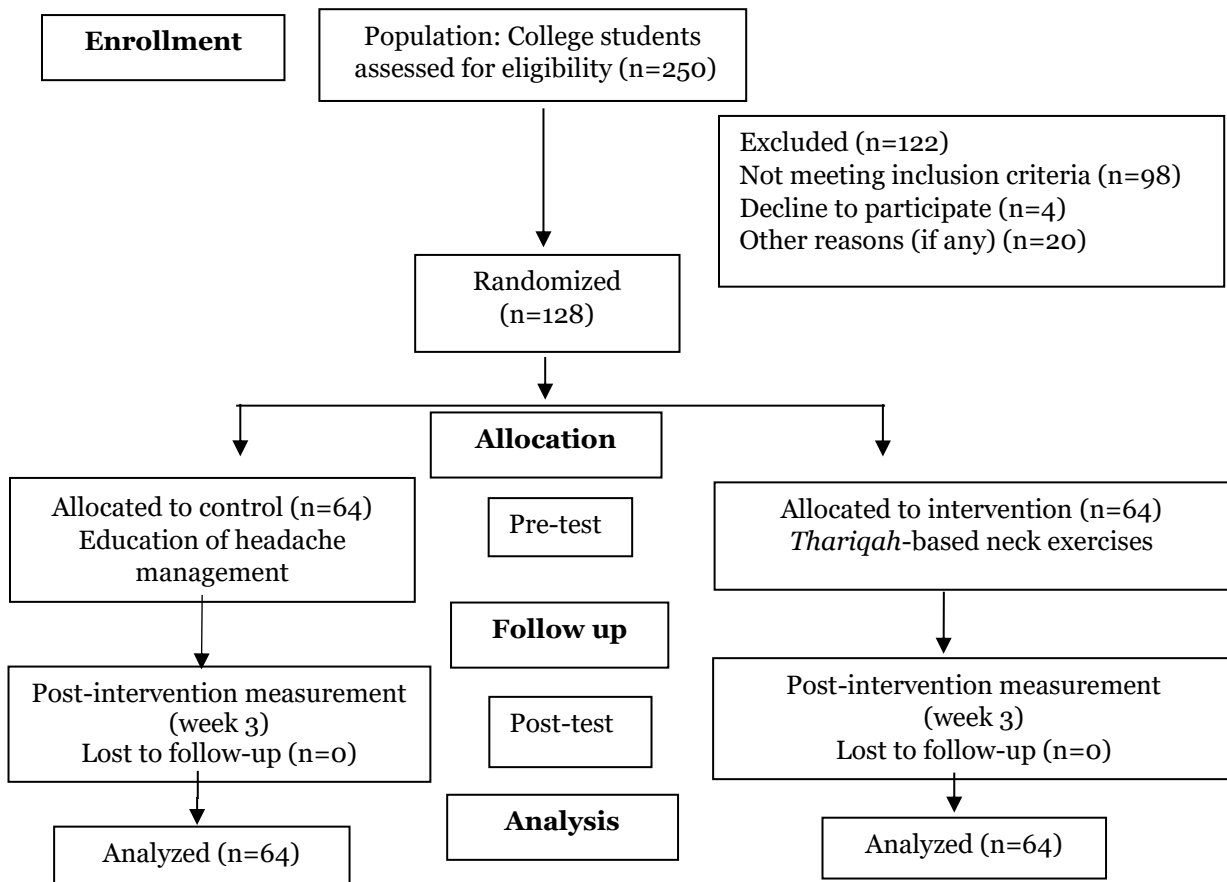 Enrollment
Population: College students
assessed for eligibility (n=250)
Excluded (n=122)
Not meeting inclusion criteria (n=98)
Decline to participate (n=4)
Other reasons (if any) (n=20)
Randomized
(n=128)
Allocation
Allocated to control (n=64)
Education of headache
management
Pre-test
Allocated to intervention (n=64)
Thariqah-based neck exercises
Follow up
Post-intervention measurement
(week 3)
Lost to follow-up (n=0)
Post-test
Post-intervention measurement
(week 3)
Lost to follow-up (n=0)
Analysis
Analyzed (n=64)
Analyzed (n=64)